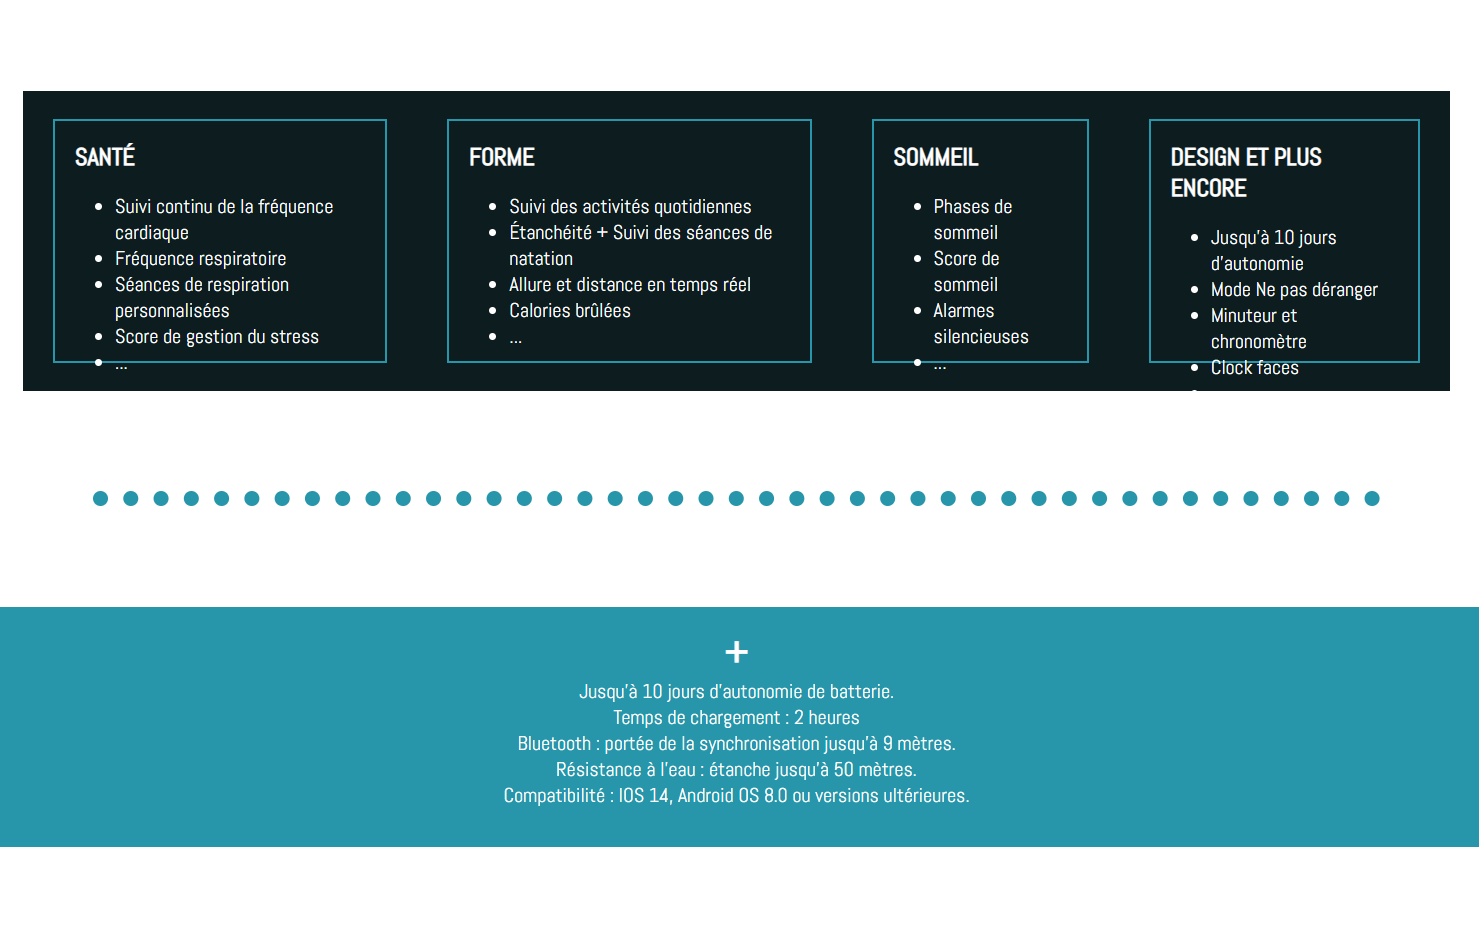 SANTÉ
• Suivi continu de la fréquence
cardiaque
• Fréquence respiratoire
• Séances de respiration
personnalisées
• Score de gestion du stress
• ...
FORME
• Suivi des activités quotidiennes
• Étanchéité + Suivi des séances de
natation
• Allure et distance en temps réel
• Calories brûlées
• ...
SOMMEIL
• Phases de
sommeil
• Score de
sommeil
• Alarmes
silencieuses
• ...
DESIGN ET PLUS
ENCORE
• Jusqu'à 10 jours
d'autonomie
• Mode Ne pas déranger
• Minuteur et
chronomètre
• Clock faces
+
Jusqu'à 10 jours d'autonomie de batterie.
Temps de chargement : 2 heures
Bluetooth : portée de la synchronisation jusqu'à 9 mètres.
Résistance à l'eau : étanche jusqu'à 50 mètres.
Compatibilité : IOS 14, Android OS 8.0 ou versions ultérieures.